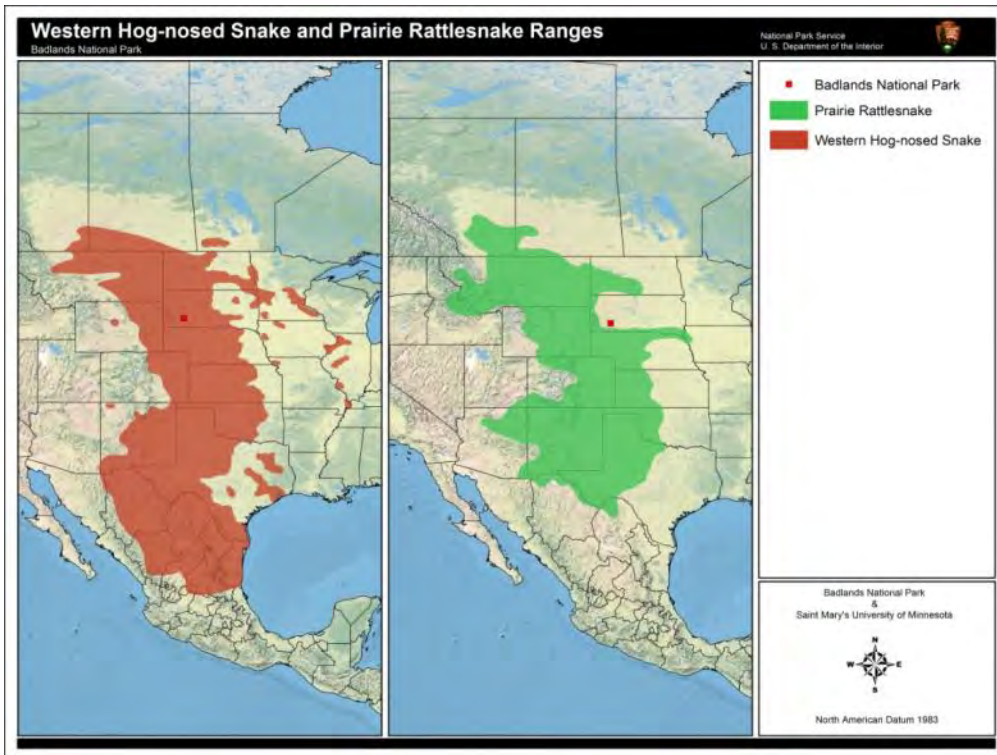 Western Hog-nosed Snake and Prairie Rattlesnake Ranges
Badlands National Park
National Park Service
U. S. Department of the Interior
Badlands National Park
Prairie Rattlesnake
Western Hog-nosed Snake
Badlands National Park
&
Saint Mary's University of Minnesota
N
W E
S
North American Datum 1983